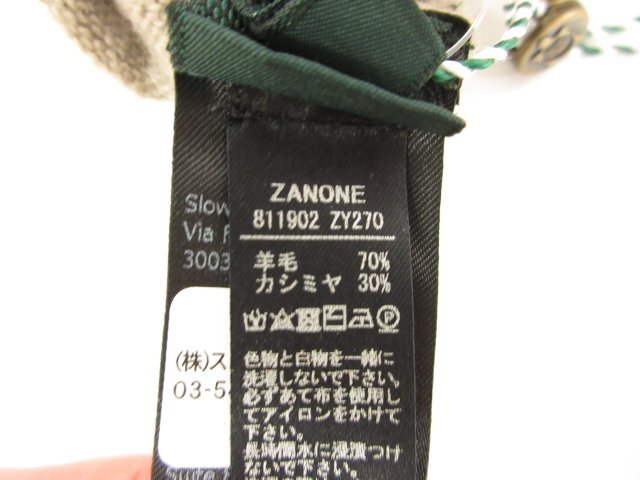 ZANONE
811902 ZY270
羊毛 70%
カシミヤ 30%
色物と白物を一緒に
洗濯しないで下さい。
必ずあて布を使用し
てアイロンをかけて
下さい。
長時間水に浸漬つけ
ないで下さい。
Slow
Via
3003
(株)ス
03-54